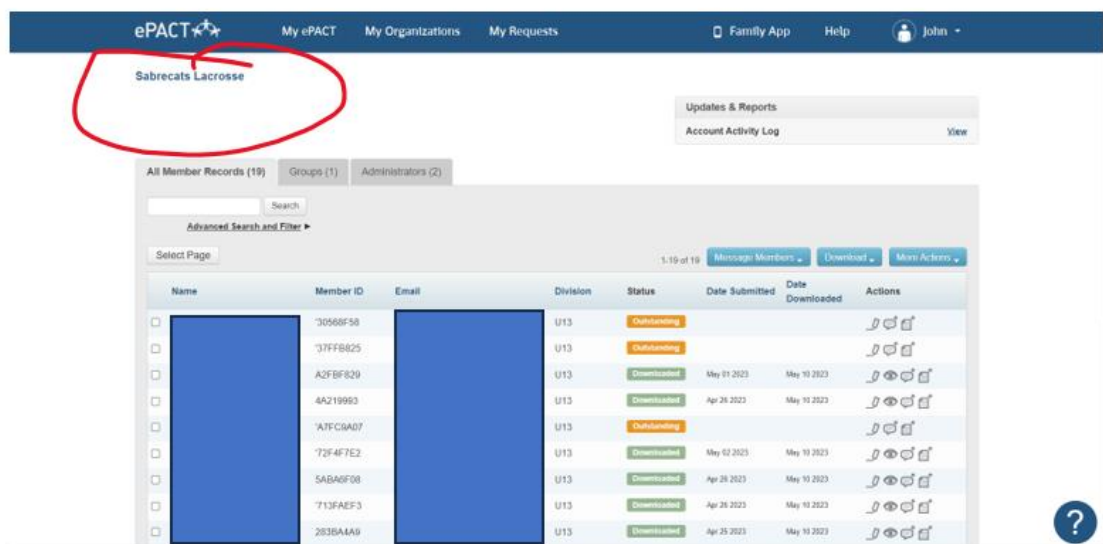 ePACT My ePACT My Organizations My Requests Family App Help John
Sabrecats Lacrosse
Updates & Reports
Account Activity Log View
All Member Records (19) Groups (1) Administrators (2)
Search
Advanced Search and Filter
Select Page 1-19 of 19 Message Members Download More Actions
Name Member ID Email Division Status Date Submitted Date Downloaded Actions
'30568F58 U13 Outstanding
'37FFB825 U13 Outstanding
A2FBF829 U13 Downloaded May 01 2023 May 10 2023
4A219993 U13 Downloaded Apr 26 2023 May 10 2023
'A7FC9A07 U13 Outstanding
'72F4F7E2 U13 Downloaded May 02 2023 May 10 2023
5ABA6F08 U13 Downloaded Apr 26 2023 May 10 2023
'713FAEF3 U13 Downloaded Apr 26 2023 May 10 2023
283BA4A9 U13 Downloaded Apr 25 2023 May 10 2023
?